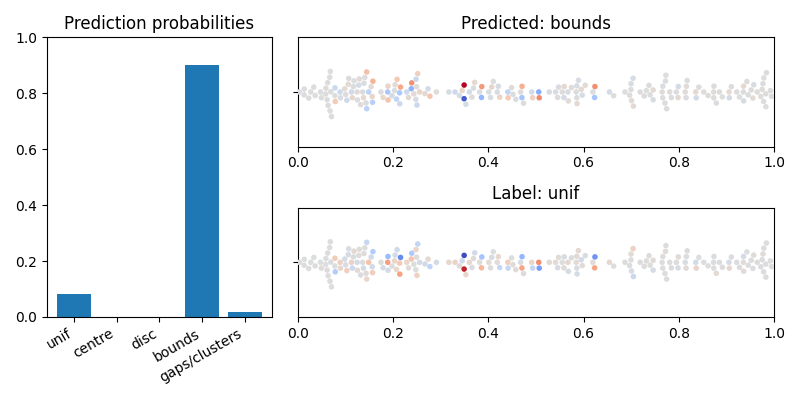 Prediction probabilities
1.0
0.8
0.6
0.4
0.2
0.0
unif
centre
disc
bounds
gaps/clusters
Predicted: bounds
0.0 0.2 0.4 0.6 0.8 1.0
Label: unif
0.0 0.2 0.4 0.6 0.8 1.0